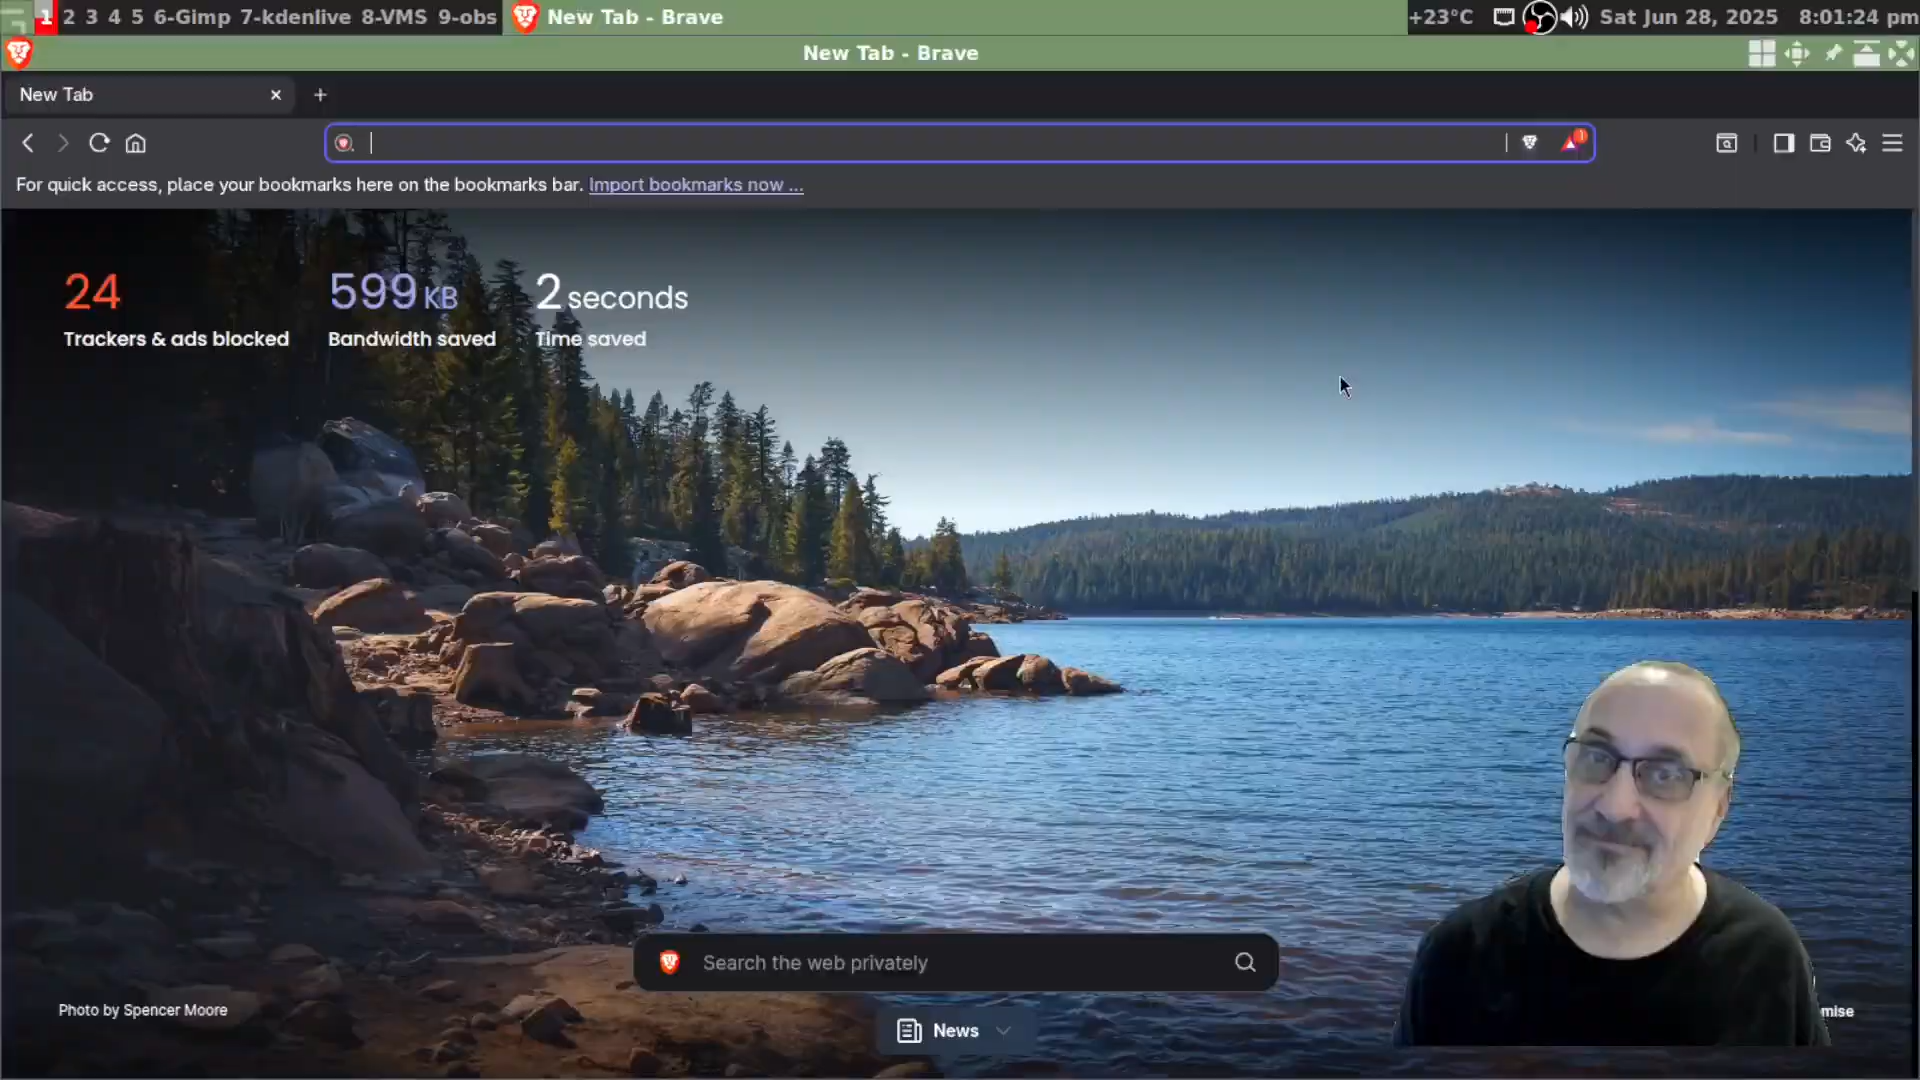 1 2 3 4 5 6-Gimp 7-kdenlive 8-VMS 9-obs New Tab - Brave +23°C Sat Jun 28, 2025 8:01:24 pm
New Tab - Brave
New Tab
For quick access, place your bookmarks here on the bookmarks bar. Import bookmarks now ...
24 599 KB 2 seconds
Trackers & ads blocked Bandwidth saved Time saved
Search the web privately
Photo by Spencer Moore
mise
News